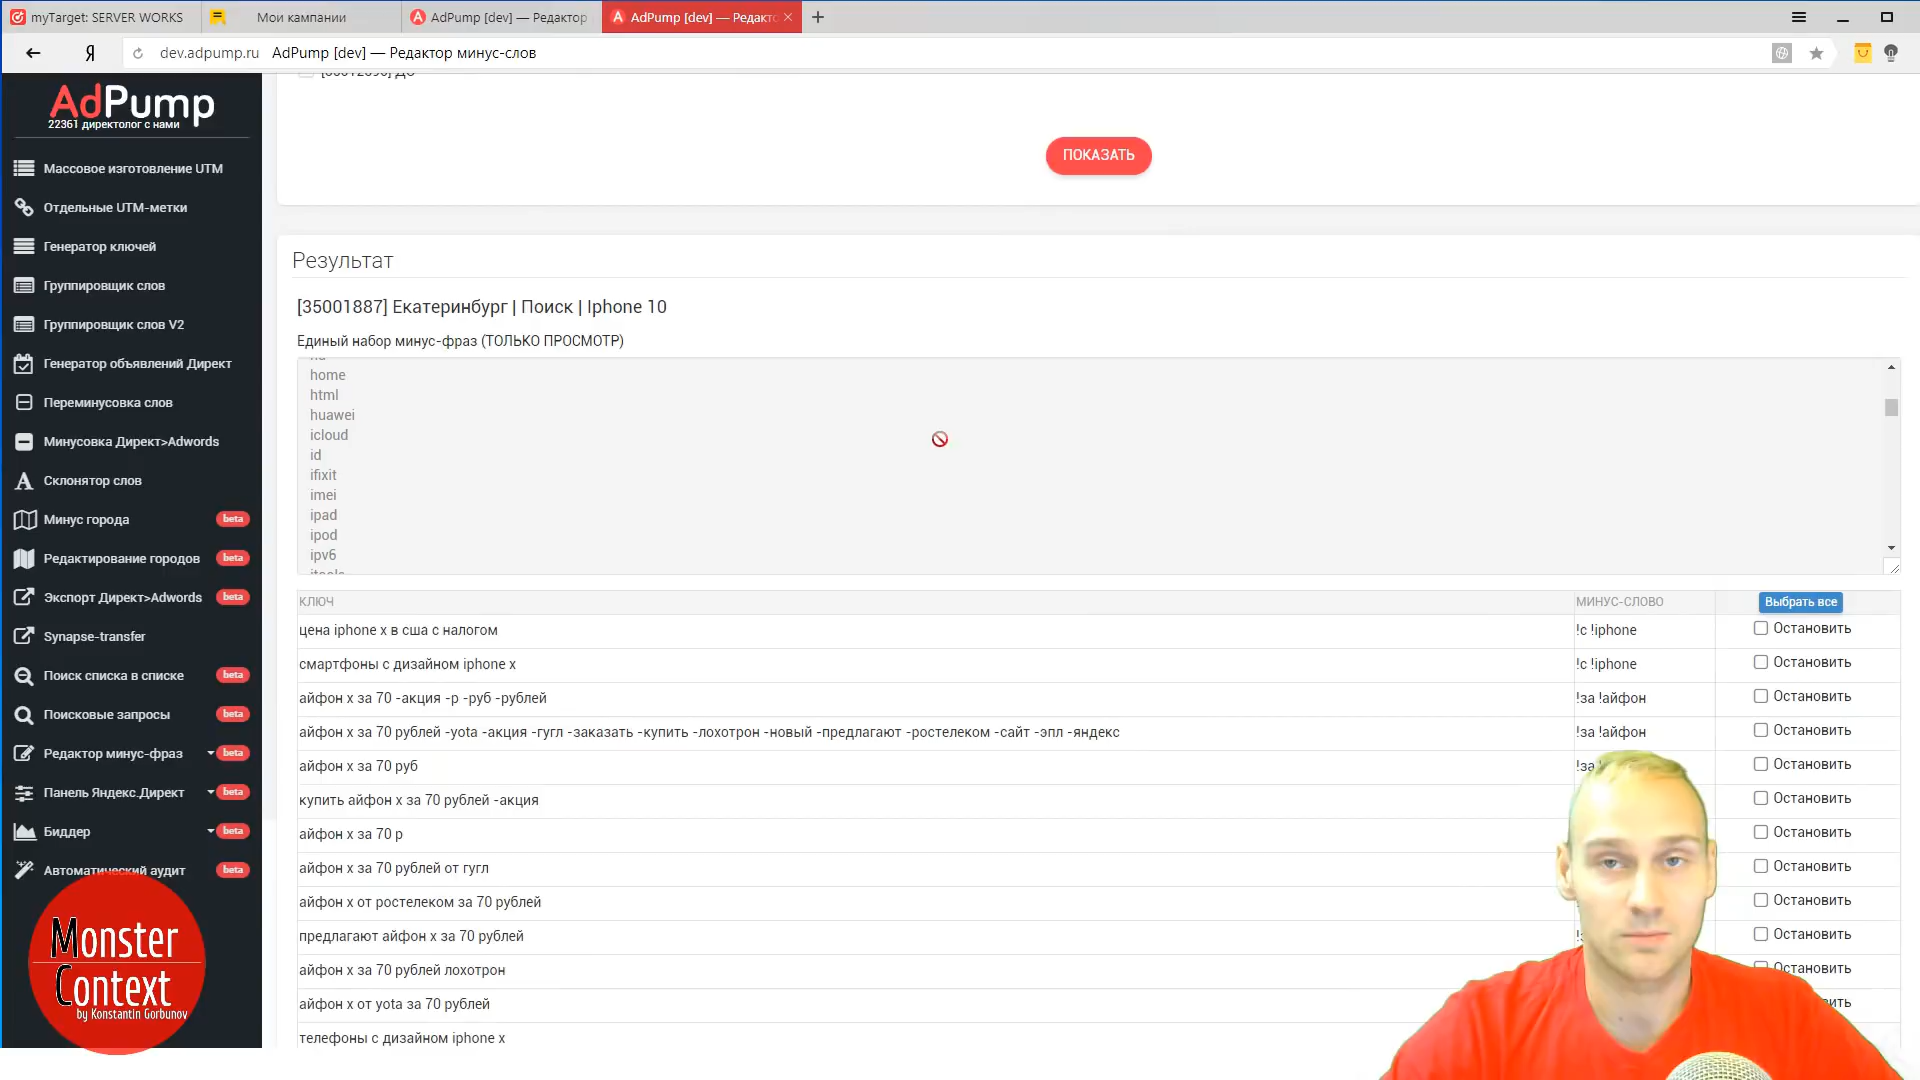 myTarget: SERVER WORKS
Мои кампании
AdPump [dev] — Редактор
AdPump [dev] — Редакто
dev.adpump.ru AdPump [dev] — Редактор минус-слов
AdPump
22361 директолог с нами
Массовое изготовление UTM
Отдельные UTM-метки
Генератор ключей
Группировщик слов
Группировщик слов V2
Генератор объявлений Директ
Переминусовка слов
Минусовка Директ>Adwords
Склонятор слов
Минус города beta
Редактирование городов beta
Экспорт Директ>Adwords beta
Synapse-transfer
Поиск списка в списке beta
Поисковые запросы beta
Редактор минус-фраз beta
Панель Яндекс.Директ beta
Биддер beta
Автоматический аудит beta
Monster
Context
by Konstantin Gorbunov
ПОКАЗАТЬ
Результат
[35001887] Екатеринбург | Поиск | Iphone 10
Единый набор минус-фраз (ТОЛЬКО ПРОСМОТР)
home
html
huawei
icloud
id
ifixit
imei
ipad
ipod
ipv6
КЛЮЧ МИНУС-СЛОВО Выбрать все
цена iphone x в сша с налогом !с !iphone Остановить
смартфоны с дизайном iphone x !с !iphone Остановить
айфон х за 70 -акция -р -руб -рублей !за !айфон Остановить
айфон х за 70 рублей -yota -акция -гугл -заказать -купить -лохотрон -новый -предлагают -ростелеком -сайт -эпл -яндекс !за !айфон Остановить
айфон х за 70 руб !за Остановить
купить айфон х за 70 рублей -акция Остановить
айфон х за 70 р Остановить
айфон х за 70 рублей от гугл Остановить
айфон х от ростелеком за 70 рублей Остановить
предлагают айфон х за 70 рублей Остановить
айфон х за 70 рублей лохотрон Остановить
айфон х от yota за 70 рублей
телефоны с дизайном iphone x